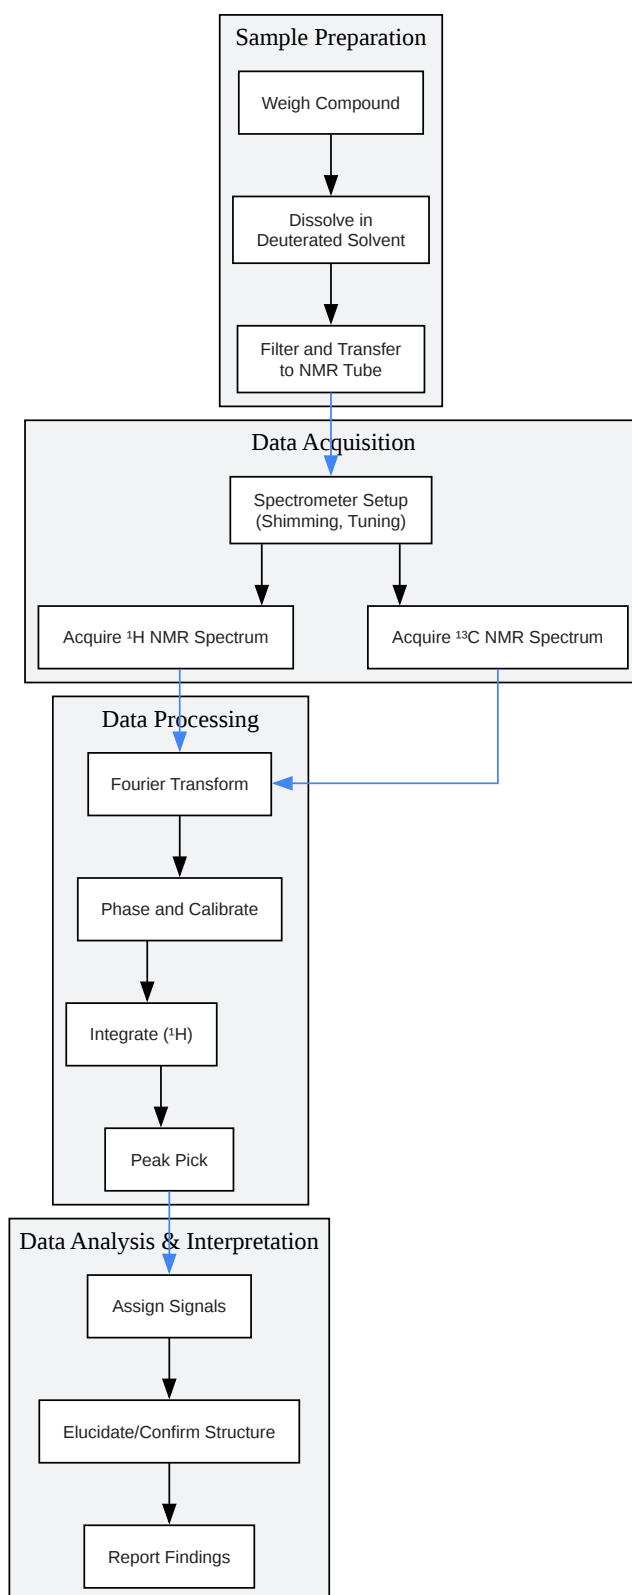 Sample Preparation
Weigh Compound
Dissolve in
Deuterated Solvent
Filter and Transfer
to NMR Tube
Data Acquisition
Spectrometer Setup
(Shimming, Tuning)
Acquire ¹H NMR Spectrum
Acquire ¹³C NMR Spectrum
Data Processing
Fourier Transform
Phase and Calibrate
Integrate (¹H)
Peak Pick
Data Analysis & Interpretation
Assign Signals
Elucidate/Confirm Structure
Report Findings